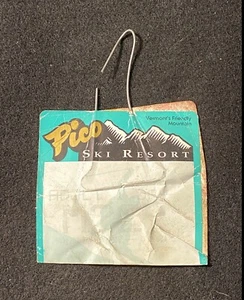 Vermont's Friendly
Mountain
Pico
SKI RESORT